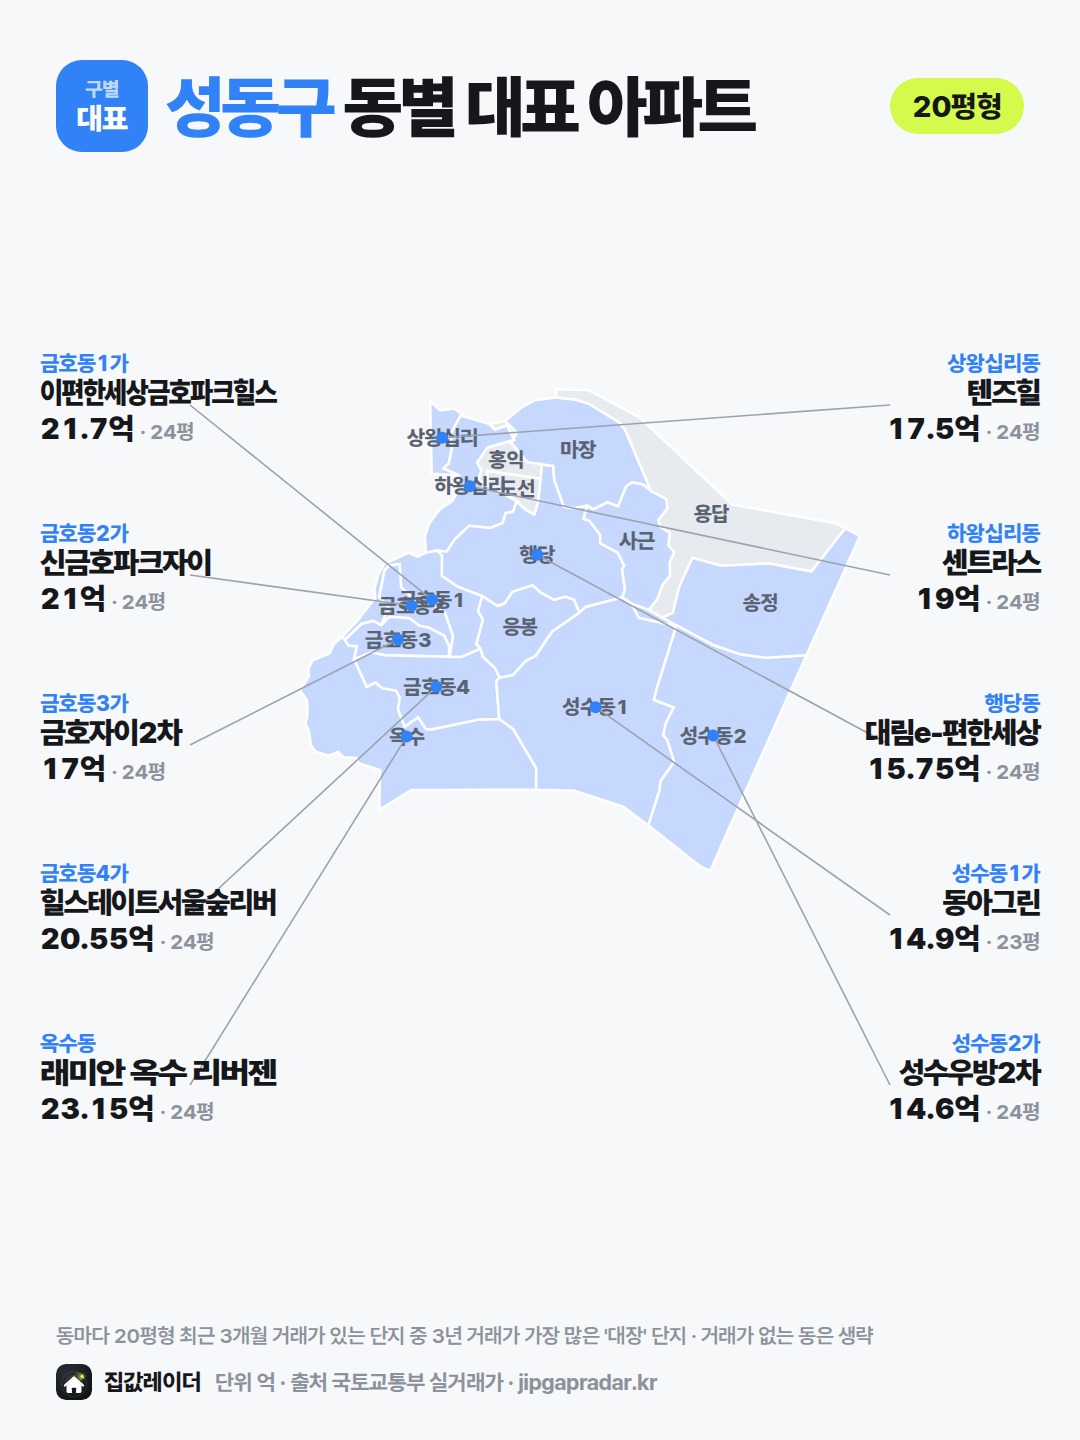 구별
대표
성동구 동별 대표 아파트
20평형
금호동1가
이편한세상금호파크힐스
21.7억 · 24평
금호동2가
신금호파크자이
21억 · 24평
금호동3가
금호자이2차
17억 · 24평
금호동4가
힐스테이트서울숲리버
20.55억 · 24평
옥수동
래미안 옥수 리버젠
23.15억 · 24평
상왕십리
홍익
마장
하왕십리
도선
용답
행당
사근
금호동1
금호동2
송정
응봉
금호동3
금호동4
성수동1
옥수
성수동2
상왕십리동
텐즈힐
17.5억 · 24평
하왕십리동
센트라스
19억 · 24평
행당동
대림e-편한세상
15.75억 · 24평
성수동1가
동아그린
14.9억 · 23평
성수동2가
성수우방2차
14.6억 · 24평
동마다 20평형 최근 3개월 거래가 있는 단지 중 3년 거래가 가장 많은 '대장' 단지 · 거래가 없는 동은 생략
집값레이더 단위 억 · 출처 국토교통부 실거래가 · jipgapradar.kr